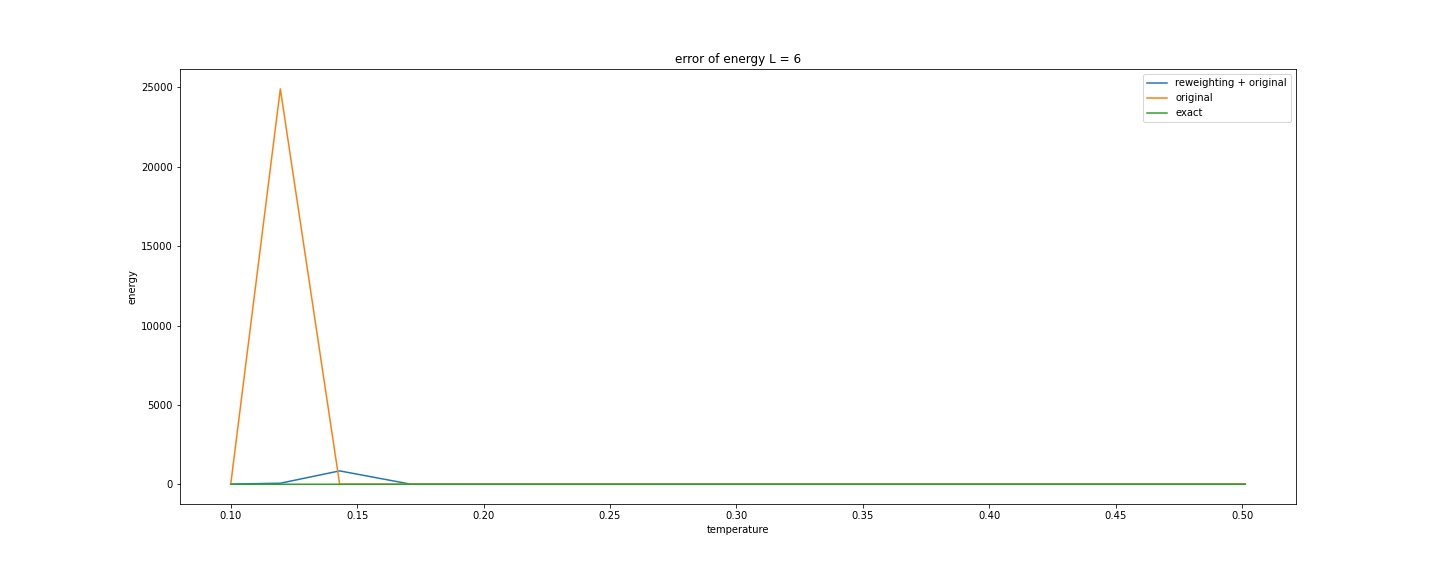 error of energy L = 6
reweighting + original
original
exact
energy
25000
20000
15000
10000
5000
0
0.10
0.15
0.20
0.25
0.30
0.35
0.40
0.45
0.50
temperature